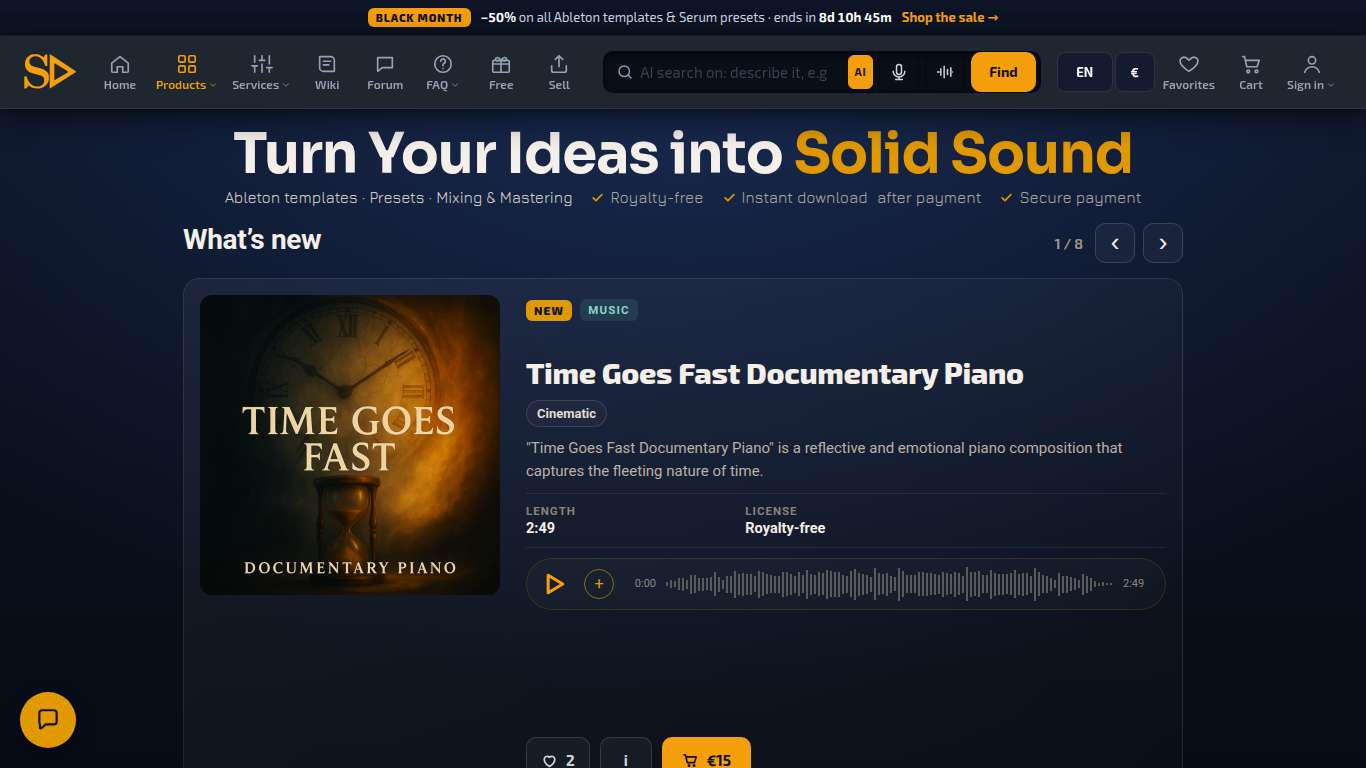 BLACK MONTH −50% on all Ableton templates & Serum presets · ends in 8d 10h 45m Shop the sale →
SD
Home Products Services Wiki Forum FAQ Free Sell
AI search on: describe it, e.g AI Find EN € Favorites Cart Sign in
Turn Your Ideas into Solid Sound
Ableton templates · Presets · Mixing & Mastering ✓ Royalty-free ✓ Instant download after payment ✓ Secure payment
What's new
1 / 8 ‹ ›
TIME GOES
FAST
DOCUMENTARY PIANO
NEW MUSIC
Time Goes Fast Documentary Piano
Cinematic
"Time Goes Fast Documentary Piano" is a reflective and emotional piano composition that
captures the fleeting nature of time.
LENGTH LICENSE
2:49 Royalty-free
+ 0:00 2:49
2 i €15